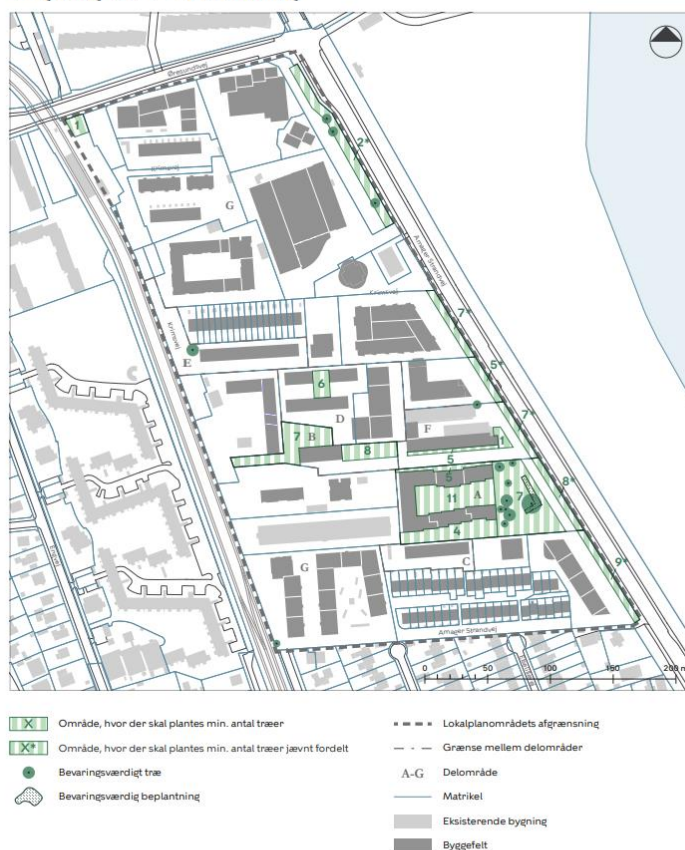 Øresundsvej
1
2*
Krimsvej
G
Amager Strandvej
Krimsvej
7*
Krimsvej
E
5*
6
D
7*
F
7
B
1
8
5
5
8*
11
A
7
4
9*
G
C
Amager Strandvej
Engvej
0
50
100
150
200 m
X Område, hvor der skal plantes min. antal træer
X* Område, hvor der skal plantes min. antal træer jævnt fordelt
Bevaringsværdigt træ
Bevaringsværdig beplantning
Lokalplanområdets afgrænsning
Grænse mellem delområder
A-G Delområde
Matrikel
Eksisterende bygning
Byggefelt